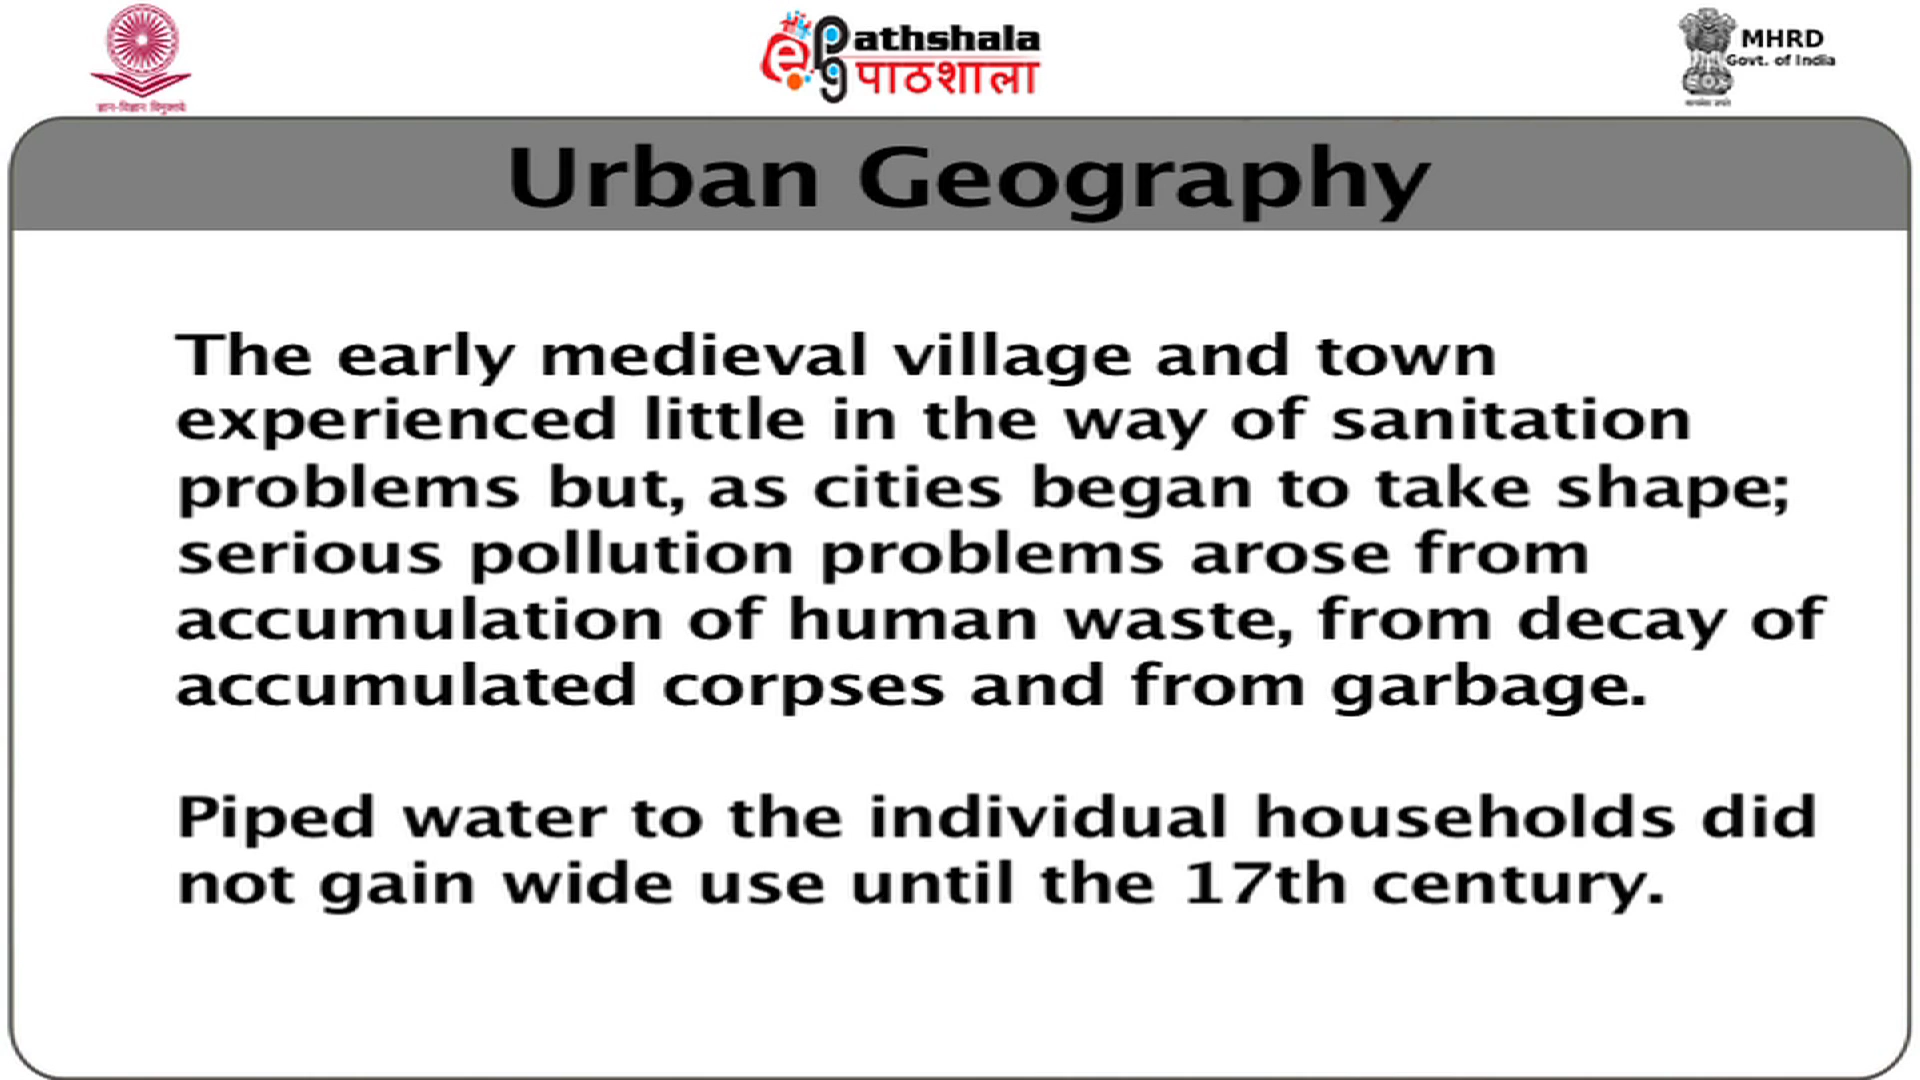 ज्ञान-विज्ञान विमुक्तये
ePG Pathshala
पाठशाला
MHRD
Govt. of India
Urban Geography
The early medieval village and town
experienced little in the way of sanitation
problems but, as cities began to take shape;
serious pollution problems arose from
accumulation of human waste, from decay of
accumulated corpses and from garbage.
Piped water to the individual households did
not gain wide use until the 17th century.